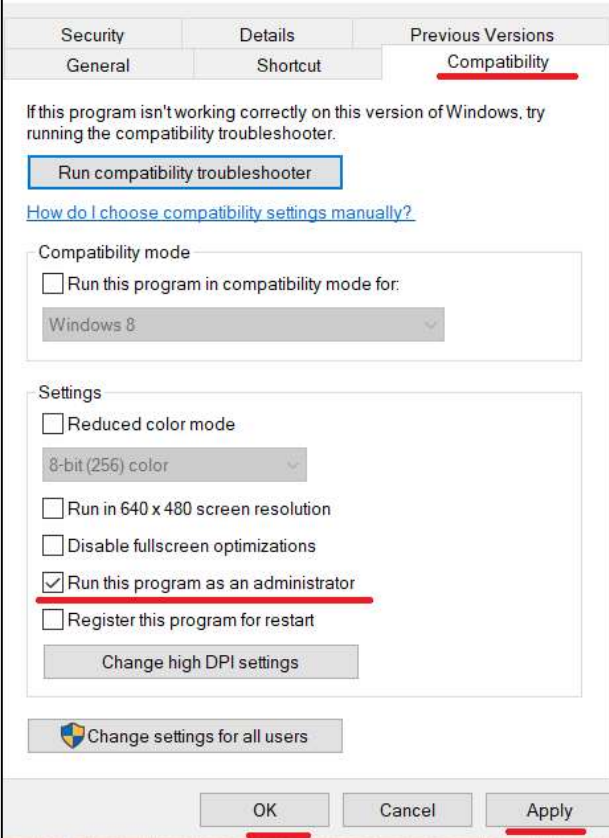 Security Details Previous Versions
General Shortcut Compatibility
If this program isn't working correctly on this version of Windows, try
running the compatibility troubleshooter.
Run compatibility troubleshooter
How do I choose compatibility settings manually?
Compatibility mode
Run this program in compatibility mode for:
Windows 8
Settings
Reduced color mode
8-bit (256) color
Run in 640 x 480 screen resolution
Disable fullscreen optimizations
Run this program as an administrator
Register this program for restart
Change high DPI settings
Change settings for all users
OK Cancel Apply